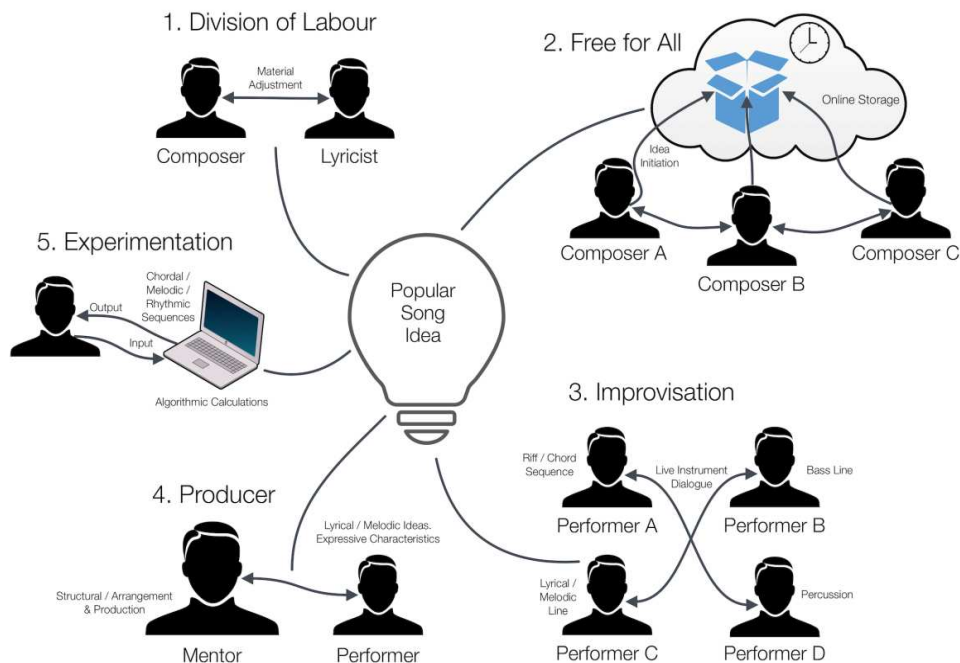 1. Division of Labour
Material
Adjustment
Composer
Lyricist
2. Free for All
Online Storage
Idea
Initiation
Composer A
Composer B
Composer C
5. Experimentation
Chordal /
Melodic /
Rhythmic
Sequences
Output
Input
Algorithmic Calculations
Popular
Song
Idea
3. Improvisation
Riff / Chord
Sequence
Live Instrument
Dialogue
Bass Line
Performer A
Performer B
Lyrical /
Melodic
Line
Percussion
Performer C
Performer D
4. Producer
Lyrical / Melodic Ideas.
Expressive Characteristics
Structural / Arrangement
& Production
Mentor
Performer